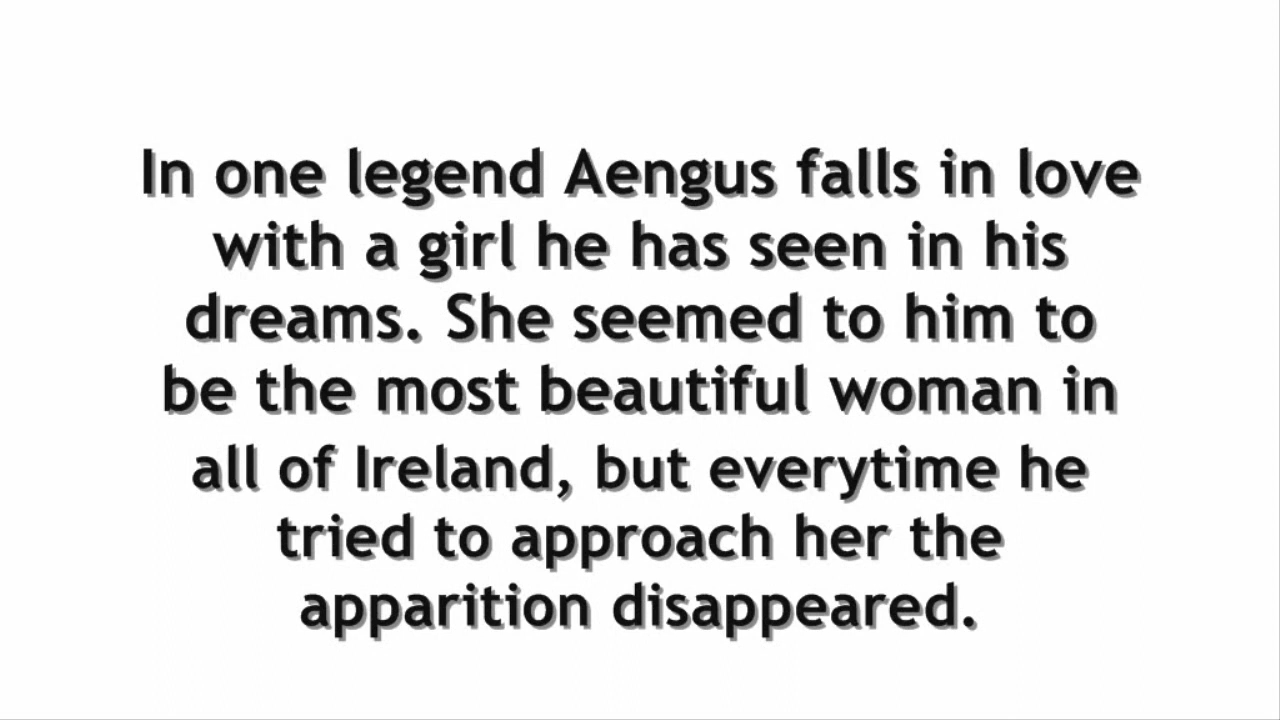 In one legend Aengus falls in love
with a girl he has seen in his
dreams. She seemed to him to
be the most beautiful woman in
all of Ireland, but everytime he
tried to approach her the
apparition disappeared.